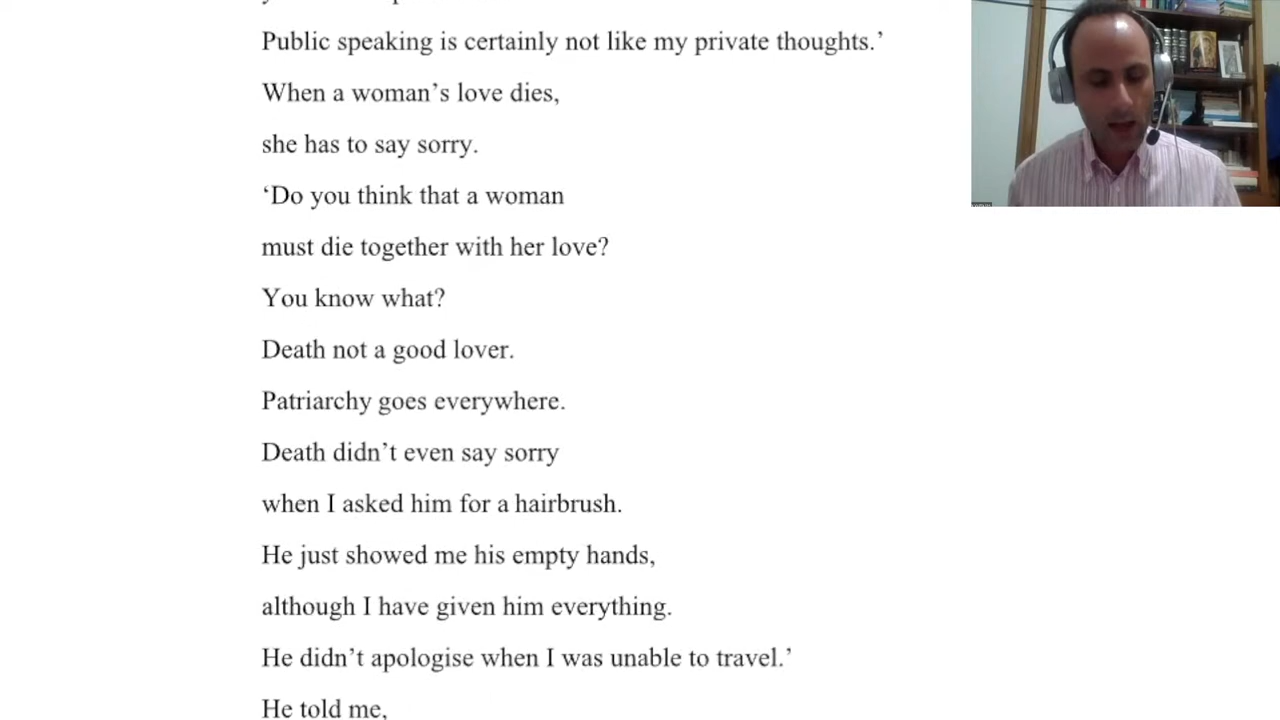 Public speaking is certainly not like my private thoughts.’
When a woman’s love dies,
she has to say sorry.
‘Do you think that a woman
must die together with her love?
You know what?
Death not a good lover.
Patriarchy goes everywhere.
Death didn’t even say sorry
when I asked him for a hairbrush.
He just showed me his empty hands,
although I have given him everything.
He didn’t apologise when I was unable to travel.’
He told me,